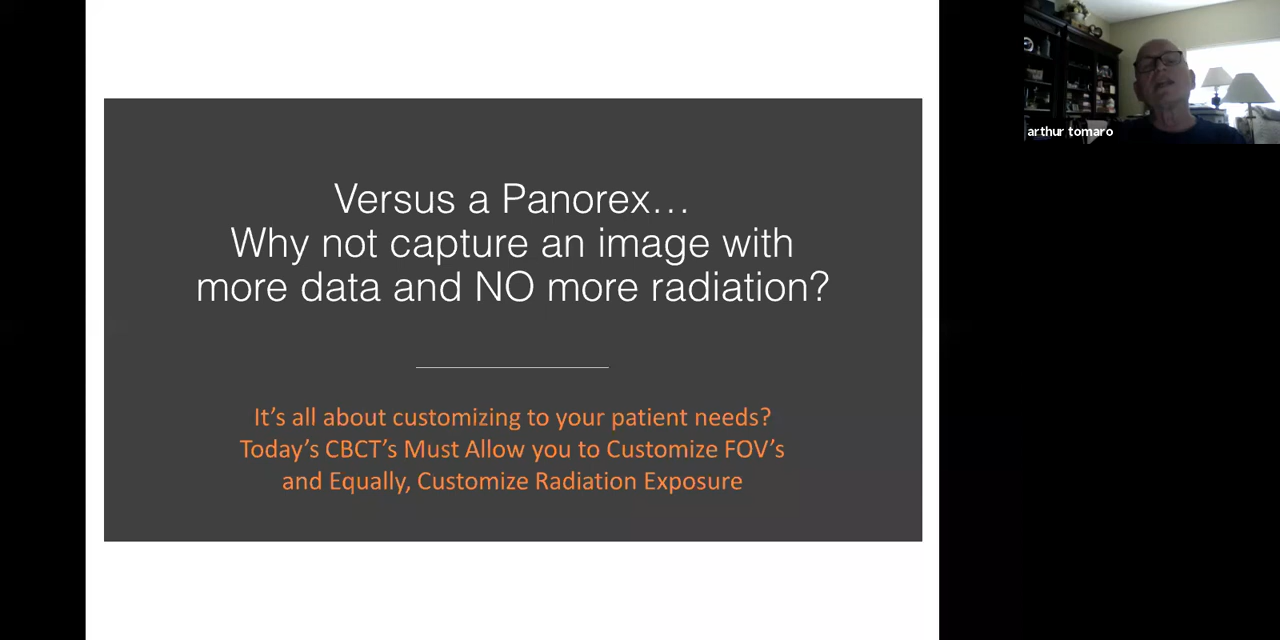 Versus a Panorex...
Why not capture an image with
more data and NO more radiation?
It's all about customizing to your patient needs?
Today's CBCT's Must Allow you to Customize FOV's
and Equally, Customize Radiation Exposure
arthur tomaro